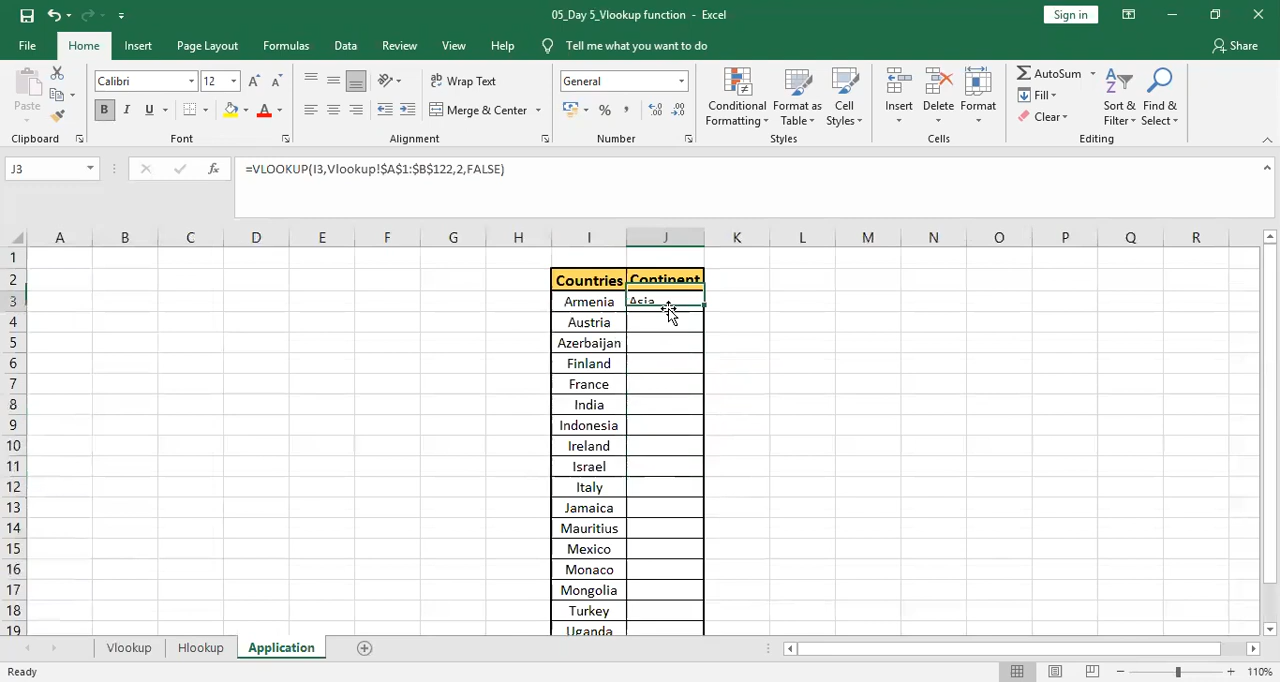 05_Day 5_Vlookup function - Excel
Sign in
File Home Insert Page Layout Formulas Data Review View Help Tell me what you want to do Share
Paste
Calibri 12
Wrap Text
General
AutoSum
Fill
Clear
B I U
Merge & Center
Conditional Formatting
Format as Table
Cell Styles
Insert
Delete
Format
Sort & Filter
Find & Select
Clipboard Font Alignment Number Styles Cells Editing
J3
fx
=VLOOKUP(I3,Vlookup!$A$1:$B$122,2,FALSE)
A B C D E F G H I J K L M N O P Q R
1
2 Countries Continent
3 Armenia Asia
4 Austria
5 Azerbaijan
6 Finland
7 France
8 India
9 Indonesia
10 Ireland
11 Israel
12 Italy
13 Jamaica
14 Mauritius
15 Mexico
16 Monaco
17 Mongolia
18 Turkey
19 Uganda
Vlookup Hlookup Application
Ready
110%